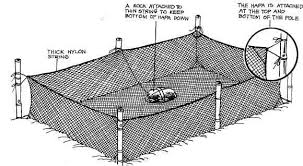 A ROCK ATTACHED TO
THIN STRING TO KEEP
BOTTOM OF HAPA DOWN
THE HAPA IS ATTACHED
AT THE TOP AND
BOTTOM OF THE POLE
THICK NYLON
STRING